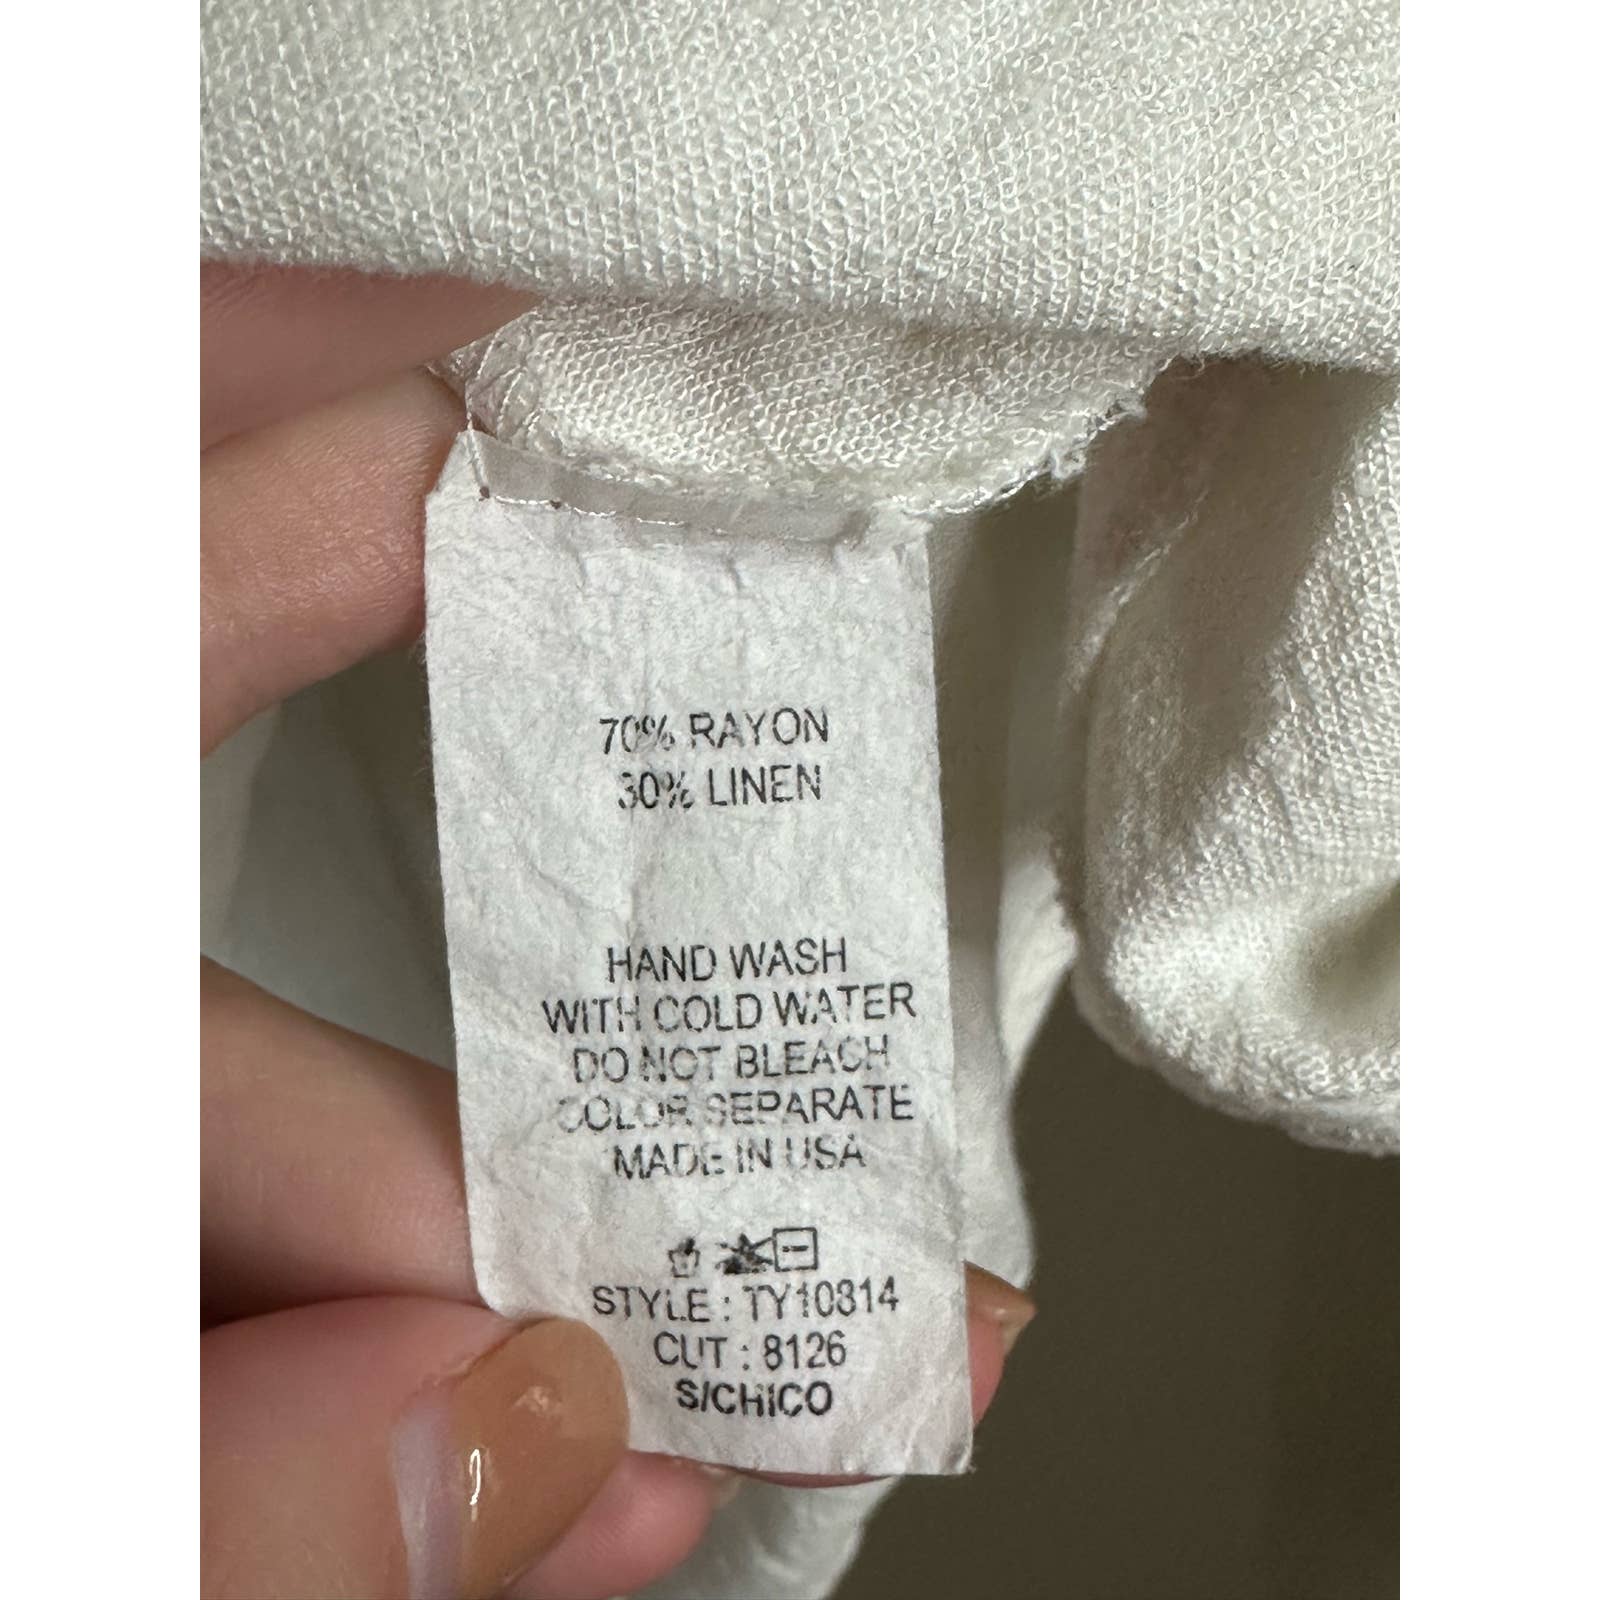 70% RAYON
30% LINEN
HAND WASH
WITH COLD WATER
DO NOT BLEACH
COLOR SEPARATE
MADE IN USA
STYLE : TY10814
CUT : 8126
S/CHICO